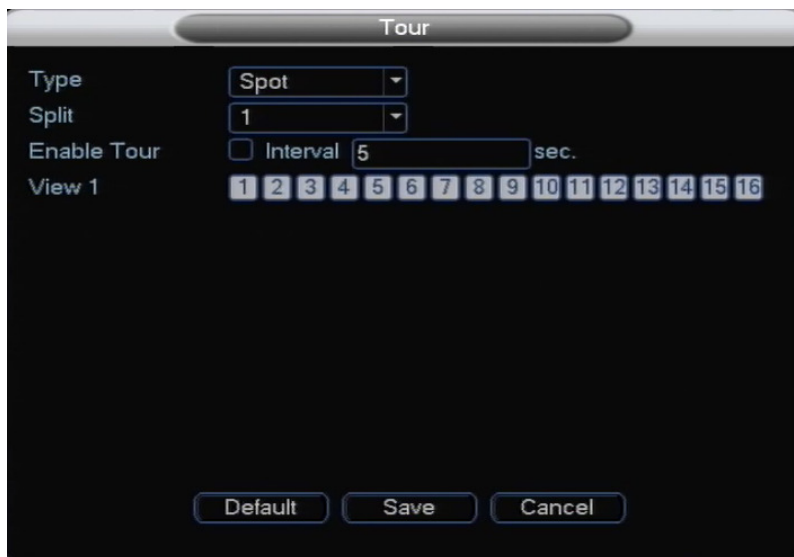 Tour
Type Spot
Split 1
Enable Tour Interval 5 sec.
View 1 1 2 3 4 5 6 7 8 9 10 11 12 13 14 15 16
Default Save Cancel